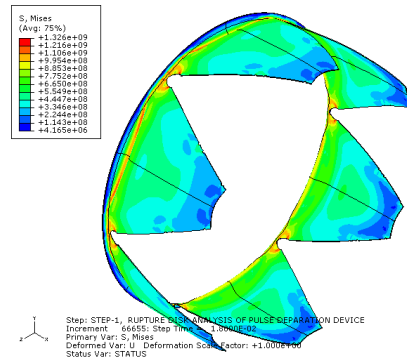 S, Mises
(Avg: 75%)
+1.326e+09
+1.216e+09
+1.106e+09
+9.954e+08
+8.853e+08
+7.752e+08
+6.650e+08
+5.549e+08
+4.447e+08
+3.346e+08
+2.244e+08
+1.143e+08
+4.165e+06
Y
Z X
Step: STEP-1, RUPTURE DISK ANALYSIS OF PULSE DEPARATION DEVICE
Increment 66655: Step Time = 1.8000E-02
Primary Var: S, Mises
Deformed Var: U Deformation Scale Factor: +1.000e+00
Status Var: STATUS